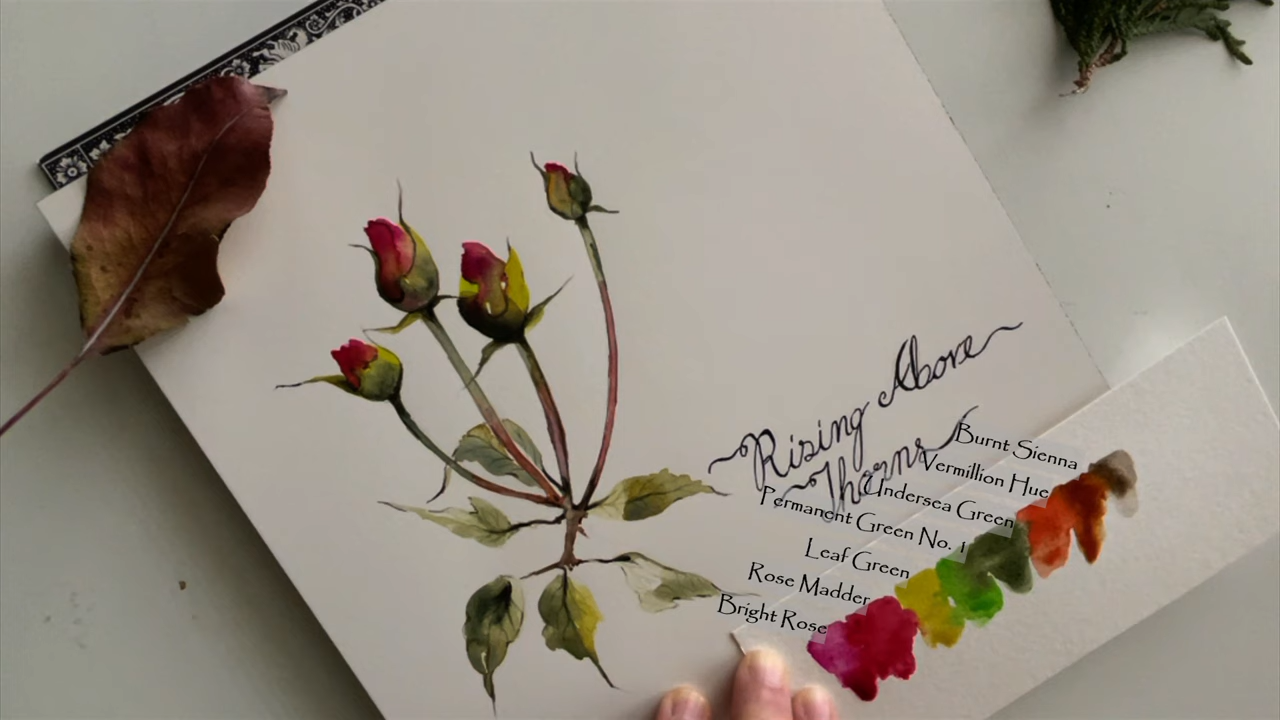 Rising Above
Thorns
Burnt Sienna
Vermillion Hue
Undersea Green
Permanent Green No. 1
Leaf Green
Rose Madder
Bright Rose